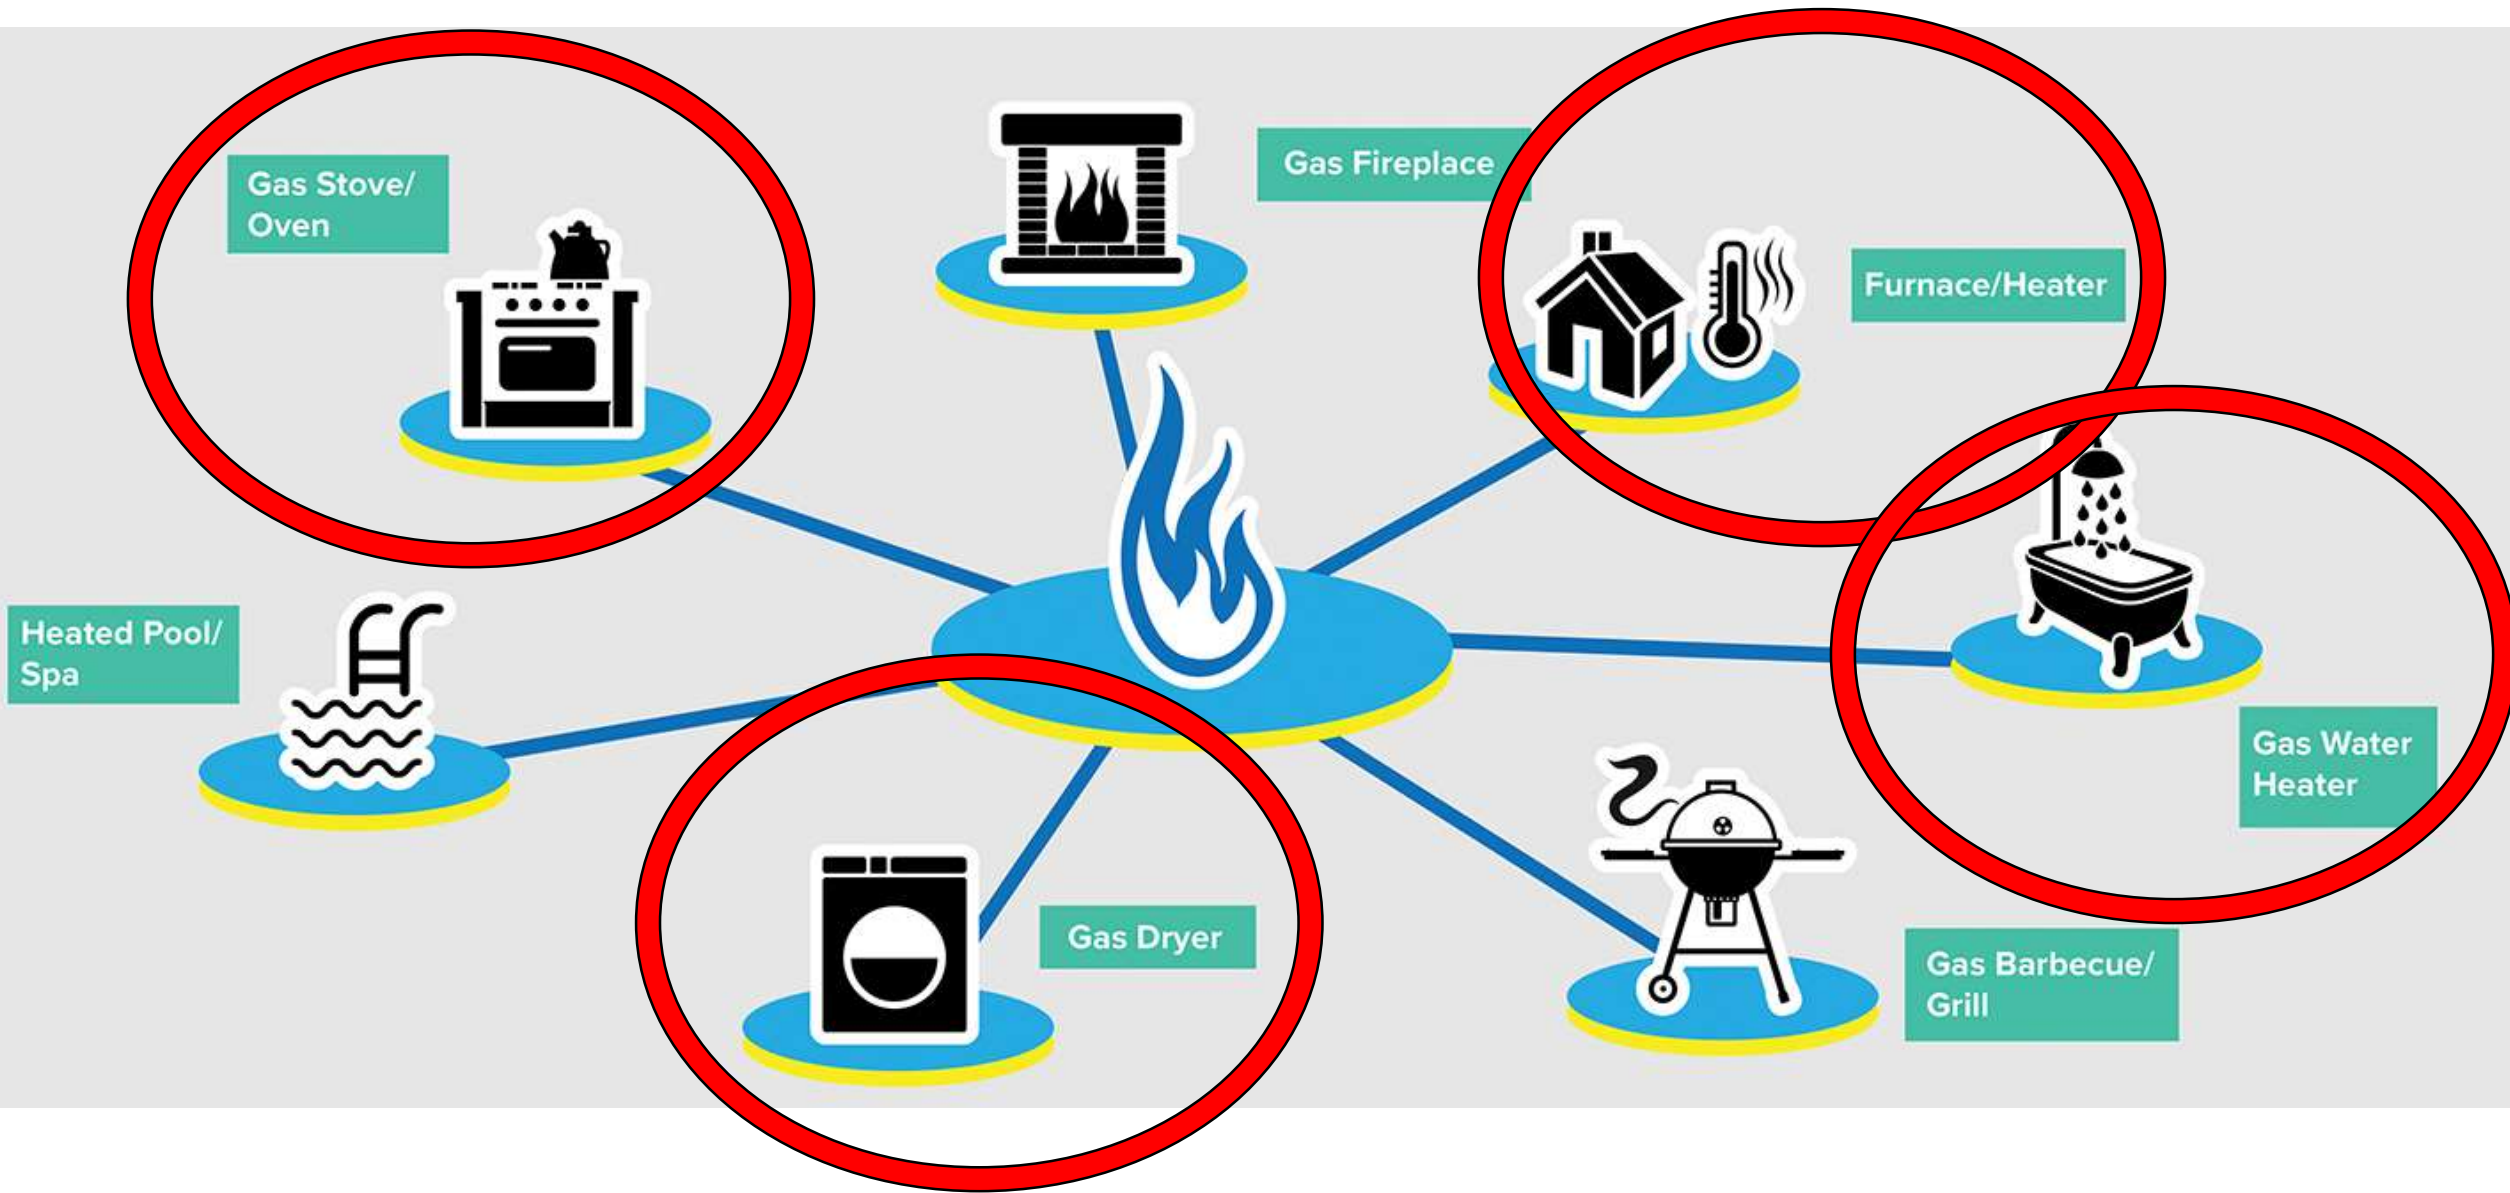 Gas Stove/
Oven
Gas Fireplace
Furnace/Heater
Heated Pool/
Spa
Gas Water
Heater
Gas Dryer
Gas Barbecue/
Grill